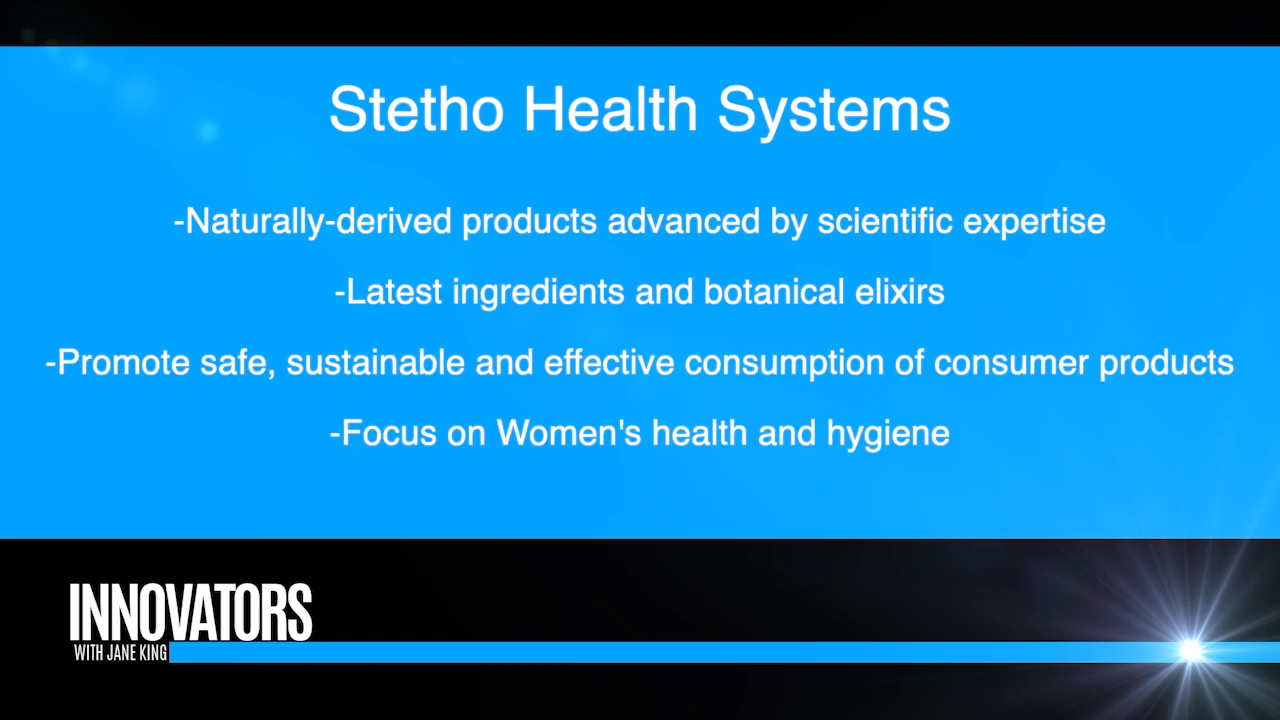 Stetho Health Systems
-Naturally-derived products advanced by scientific expertise
-Latest ingredients and botanical elixirs
-Promote safe, sustainable and effective consumption of consumer products
-Focus on Women's health and hygiene
INNOVATORS
WITH JANE KING